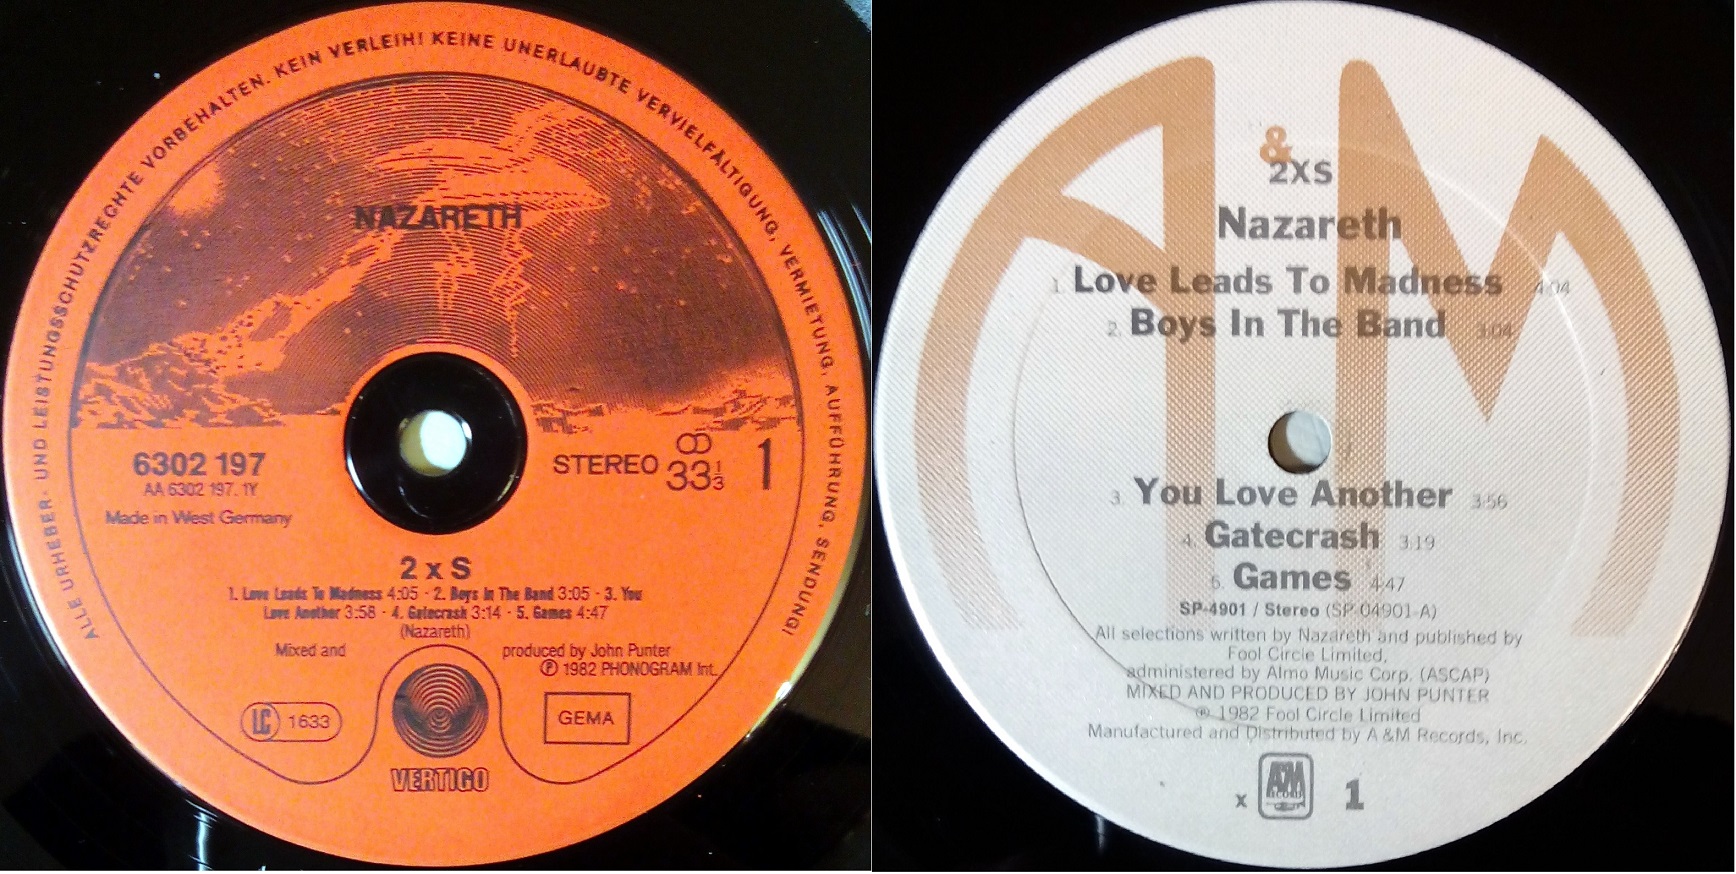 ALLE URHEBER- UND LEISTUNGSSCHUTZRECHTE VORBEHALTEN. KEIN VERLEIH! KEINE UNERLAUBTE VERVIELFÄLTIGUNG, VERMIETUNG, AUFFÜHRUNG, SENDUNG!
NAZARETH
6302 197
AA 6302 197. 1Y
Made in West Germany
STEREO 33 1/3 1
2 x S
1. Love Leads To Madness 4:05 · 2. Boys In The Band 3:05 · 3. You
Love Another 3:58 · 4. Gatecrash 3:14 · 5. Games 4:47
(Nazareth)
Mixed and produced by John Punter
℗ 1982 PHONOGRAM Int.
LC 1633
GEMA
VERTIGO
A & M
2XS
Nazareth
1. Love Leads To Madness 4:04
2. Boys In The Band 3:04
3. You Love Another 3:56
4. Gatecrash 3:19
5. Games 4:47
SP-4901 / Stereo (SP-04901-A)
All selections written by Nazareth and published by
Fool Circle Limited,
administered by Almo Music Corp. (ASCAP)
MIXED AND PRODUCED BY JOHN PUNTER
℗ 1982 Fool Circle Limited
Manufactured and Distributed by A&M Records, Inc.
x A&M RECORDS 1